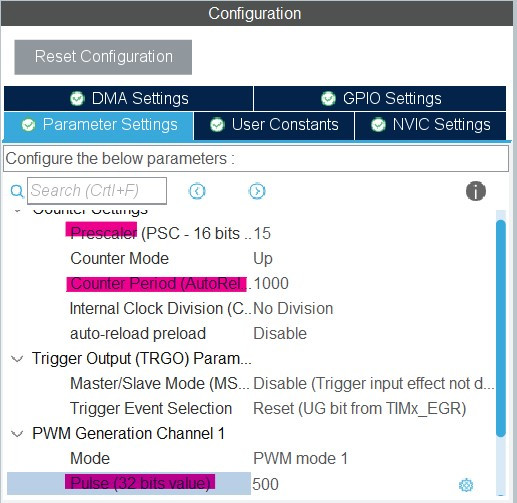 Configuration
Reset Configuration
DMA Settings GPIO Settings
Parameter Settings User Constants NVIC Settings
Configure the below parameters :
Search (Crtl+F) i
Counter Settings
Prescaler (PSC - 16 bits ... 15
Counter Mode Up
Counter Period (AutoRel... 1000
Internal Clock Division (C... No Division
auto-reload preload Disable
Trigger Output (TRGO) Param...
Master/Slave Mode (MS... Disable (Trigger input effect not d...
Trigger Event Selection Reset (UG bit from TIMx_EGR)
PWM Generation Channel 1
Mode PWM mode 1
Pulse (32 bits value) 500